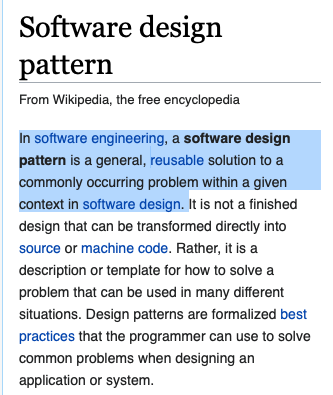 Software design
pattern
From Wikipedia, the free encyclopedia
In software engineering, a software design
pattern is a general, reusable solution to a
commonly occurring problem within a given
context in software design. It is not a finished
design that can be transformed directly into
source or machine code. Rather, it is a
description or template for how to solve a
problem that can be used in many different
situations. Design patterns are formalized best
practices that the programmer can use to solve
common problems when designing an
application or system.